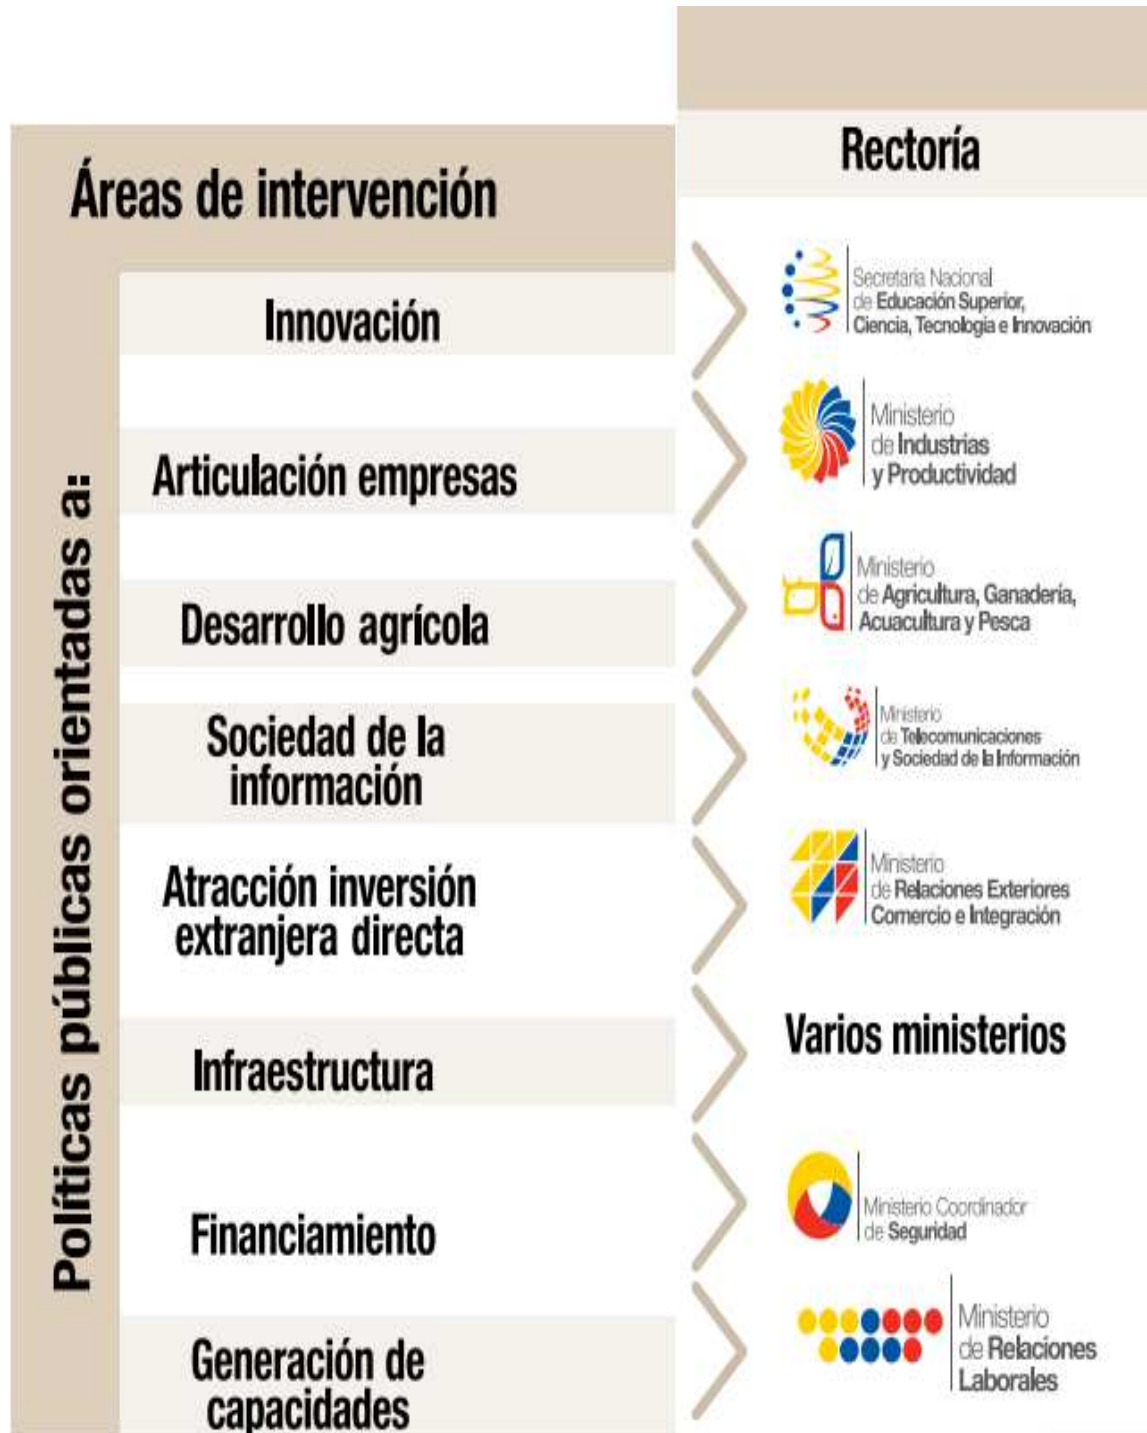 Rectoría
Áreas de intervención
Políticas públicas orientadas a:
Innovación
Secretaría Nacional
de Educación Superior,
Ciencia, Tecnología e Innovación
Articulación empresas
Ministerio
de Industrias
y Productividad
Desarrollo agrícola
Ministerio
de Agricultura, Ganadería,
Acuacultura y Pesca
Sociedad de la
información
Ministerio
de Telecomunicaciones
y Sociedad de la Información
Atracción inversión
extranjera directa
Ministerio
de Relaciones Exteriores
Comercio e Integración
Infraestructura
Varios ministerios
Financiamiento
Ministerio Coordinador
de Seguridad
Generación de
capacidades
Ministerio
de Relaciones
Laborales